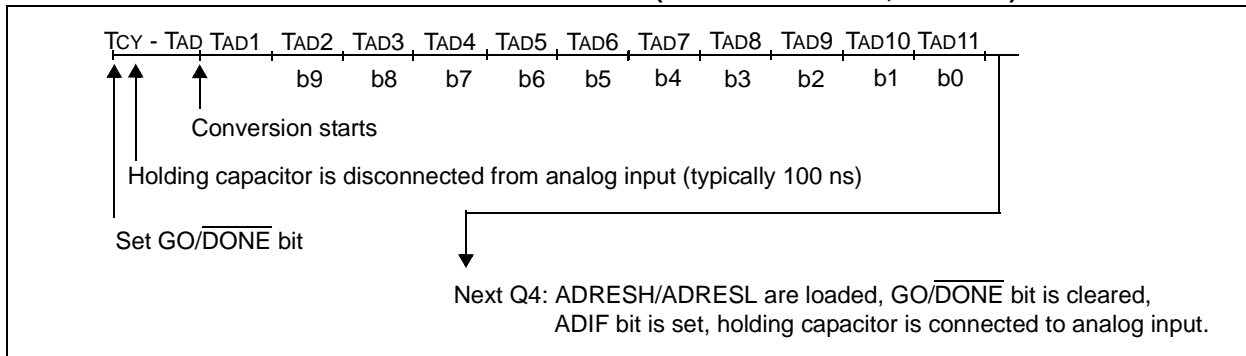 TCY - TAD TAD1 TAD2 TAD3 TAD4 TAD5 TAD6 TAD7 TAD8 TAD9 TAD10 TAD11
b9 b8 b7 b6 b5 b4 b3 b2 b1 b0
Conversion starts
Holding capacitor is disconnected from analog input (typically 100 ns)
Set GO/DONE bit
Next Q4: ADRESH/ADRESL are loaded, GO/DONE bit is cleared,
ADIF bit is set, holding capacitor is connected to analog input.